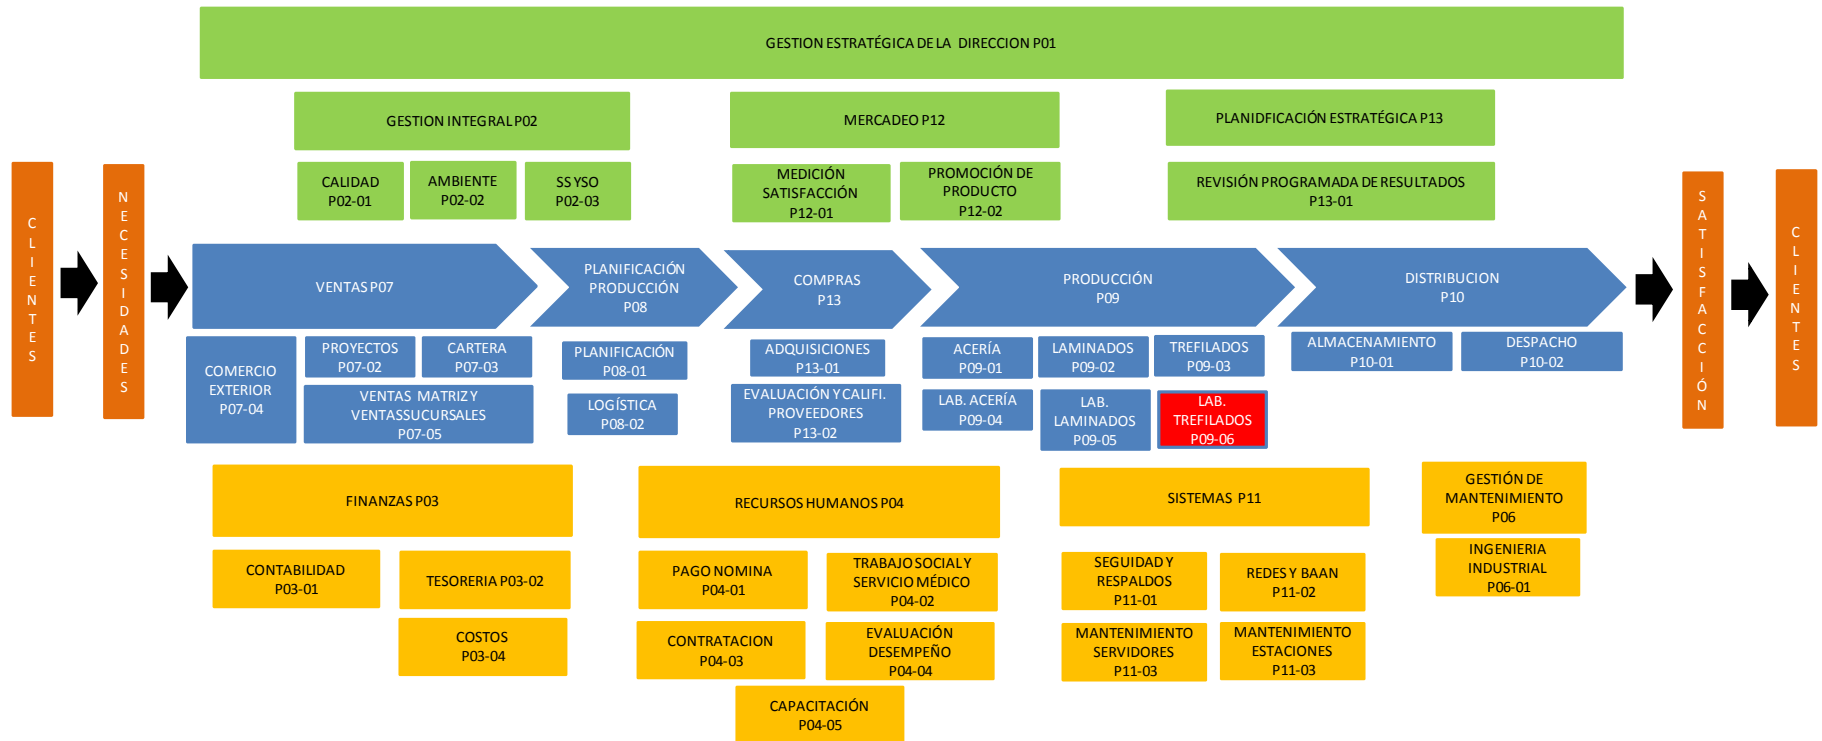 GESTION ESTRATÉGICA DE LA DIRECCION P01
GESTION INTEGRAL P02
MERCADEO P12
PLANIDFICACIÓN ESTRATÉGICA P13
CALIDAD
P02-01
AMBIENTE
P02-02
SS YSO
P02-03
MEDICIÓN
SATISFACCIÓN
P12-01
PROMOCIÓN DE
PRODUCTO
P12-02
REVISIÓN PROGRAMADA DE RESULTADOS
P13-01
CLIENTES
NECESIDADES
VENTAS P07
PLANIFICACIÓN
PRODUCCIÓN
P08
COMPRAS
P13
PRODUCCIÓN
P09
DISTRIBUCION
P10
SATISFACCIÓN
CLIENTES
COMERCIO
EXTERIOR
P07-04
PROYECTOS
P07-02
CARTERA
P07-03
VENTAS MATRIZ Y
VENTASSUCURSALES
P07-05
PLANIFICACIÓN
P08-01
LOGÍSTICA
P08-02
ADQUISICIONES
P13-01
EVALUACIÓN Y CALIFI.
PROVEEDORES
P13-02
ACERÍA
P09-01
LAMINADOS
P09-02
TREFILADOS
P09-03
LAB. ACERÍA
P09-04
LAB.
LAMINADOS
P09-05
LAB.
TREFILADOS
P09-06
ALMACENAMIENTO
P10-01
DESPACHO
P10-02
FINANZAS P03
RECURSOS HUMANOS P04
SISTEMAS P11
GESTIÓN DE
MANTENIMIENTO
P06
CONTABILIDAD
P03-01
TESORERIA P03-02
COSTOS
P03-04
PAGO NOMINA
P04-01
TRABAJO SOCIAL Y
SERVICIO MÉDICO
P04-02
CONTRATACION
P04-03
EVALUACIÓN
DESEMPEÑO
P04-04
CAPACITACIÓN
P04-05
SEGUIDAD Y
RESPALDOS
P11-01
REDES Y BAAN
P11-02
MANTENIMIENTO
SERVIDORES
P11-03
MANTENIMIENTO
ESTACIONES
P11-03
INGENIERIA
INDUSTRIAL
P06-01